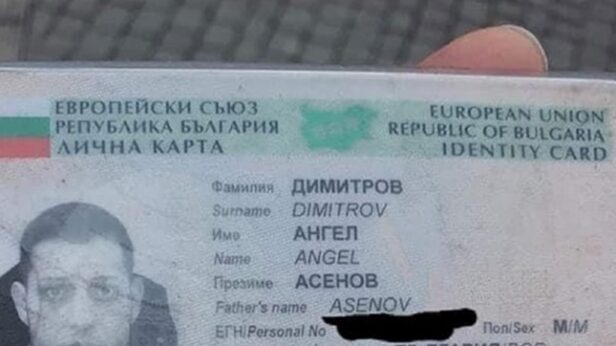 ЕВРОПЕЙСКИ СЪЮЗ
РЕПУБЛИКА БЪЛГАРИЯ
ЛИЧНА КАРТА
EUROPEAN UNION
REPUBLIC OF BULGARIA
IDENTITY CARD
Фамилия ДИМИТРОВ
Surname DIMITROV
Име АНГЕЛ
Name ANGEL
Презиме АСЕНОВ
Father's name ASENOV
ЕГН/Personal No Пол/Sex М/M